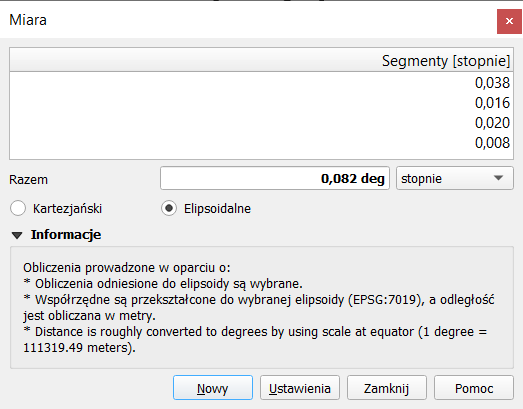 Miara
Segmenty [stopnie]
0,038
0,016
0,020
0,008
Razem 0,082 deg stopnie
Kartezjański Elipsoidalne
Informacje
Obliczenia prowadzone w oparciu o:
* Obliczenia odniesione do elipsoidy są wybrane.
* Współrzędne są przekształcone do wybranej elipsoidy (EPSG:7019), a odległość
jest obliczana w metry.
* Distance is roughly converted to degrees by using scale at equator (1 degree =
111319.49 meters).
Nowy Ustawienia Zamknij Pomoc